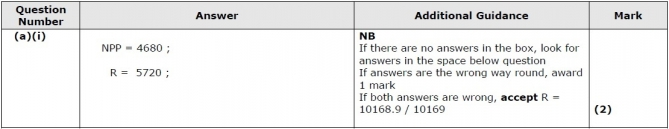 Question Number
Answer
Additional Guidance
Mark
(a)(i)
NPP = 4680 ;
R = 5720 ;
NB
If there are no answers in the box, look for
answers in the space below question
If answers are the wrong way round, award
1 mark
If both answers are wrong, accept R =
10168.9 / 10169
(2)